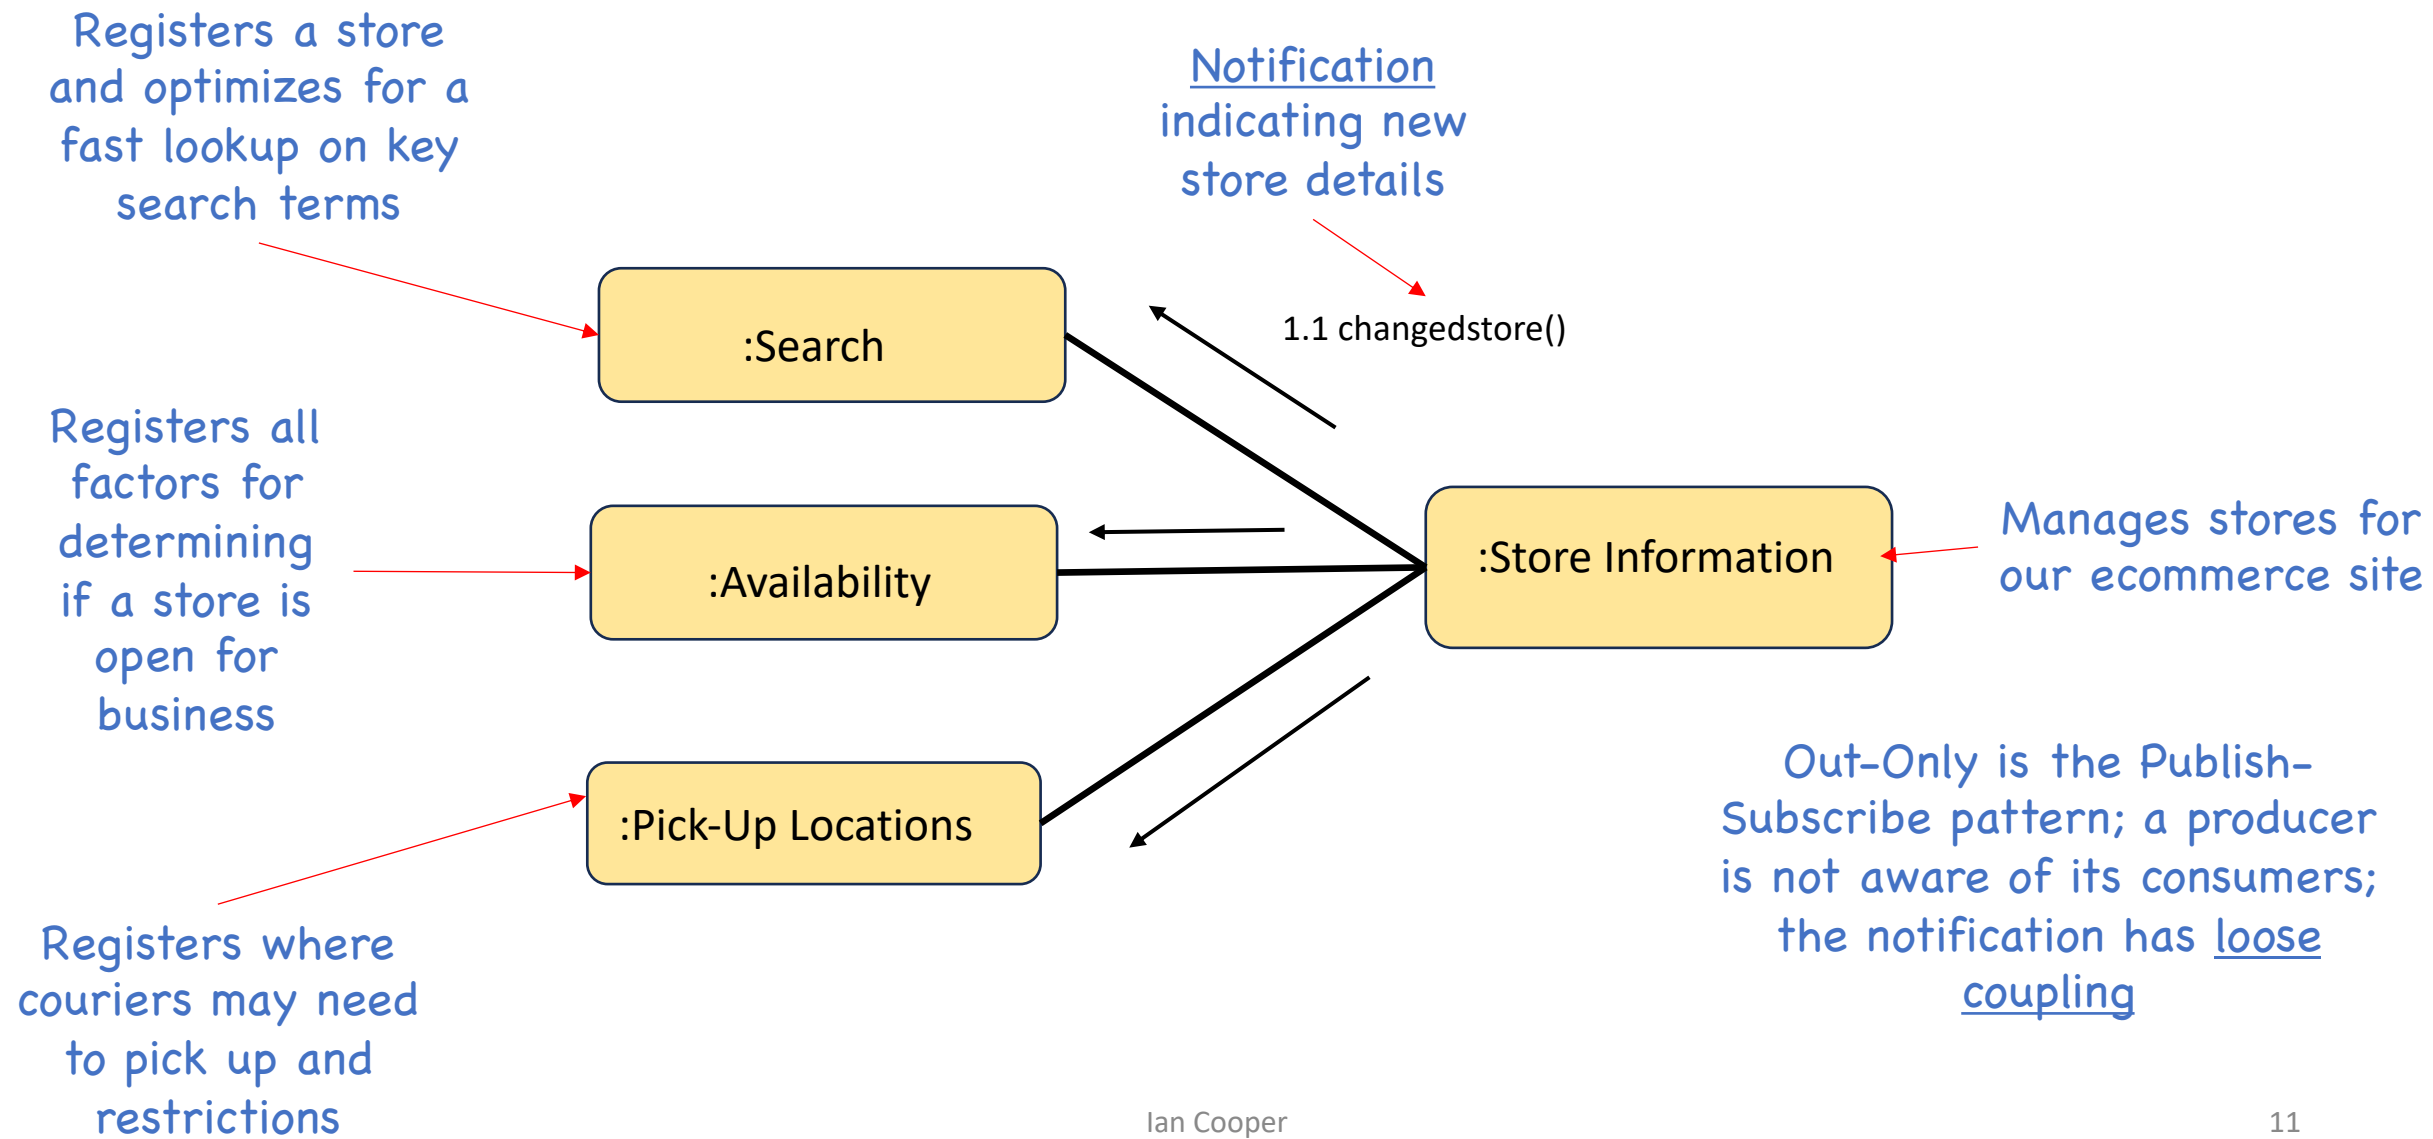 Registers a store
and optimizes for a
fast lookup on key
search terms
Notification
indicating new
store details
1.1 changedstore()
:Search
Registers all
factors for
determining
if a store is
open for
business
:Availability
:Store Information
Manages stores for
our ecommerce site
:Pick-Up Locations
Out-Only is the Publish-
Subscribe pattern; a producer
is not aware of its consumers;
the notification has loose
coupling
Registers where
couriers may need
to pick up and
restrictions
Ian Cooper
11